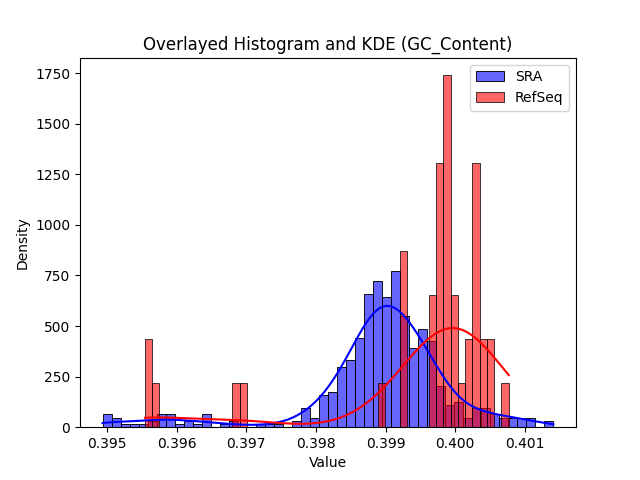 Overlayed Histogram and KDE (GC_Content)
SRA
RefSeq
1750
1500
1250
1000
750
500
250
0
Density
0.395 0.396 0.397 0.398 0.399 0.400 0.401
Value